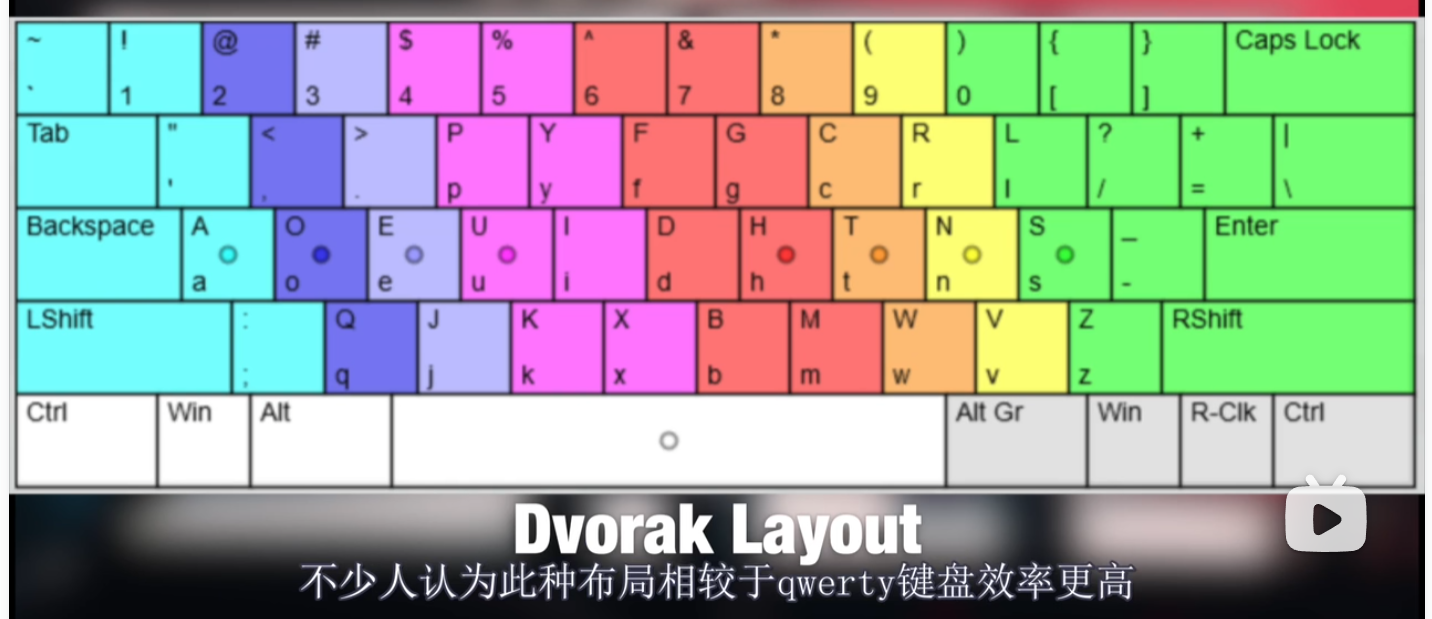 ~ ! @ # $ % ^ & * ( ) { } Caps Lock
` 1 2 3 4 5 6 7 8 9 0 [ ]
Tab " < > P Y F G C R L ? + |
' , . p y f g c r l / = \
Backspace A O E U I D H T N S _ Enter
a o e u i d h t n s -
LShift : Q J K X B M W V Z RShift
; q j k x b m w v z
Ctrl Win Alt Alt Gr Win R-Clk Ctrl
Dvorak Layout
不少人认为此种布局相较于qwerty键盘效率更高